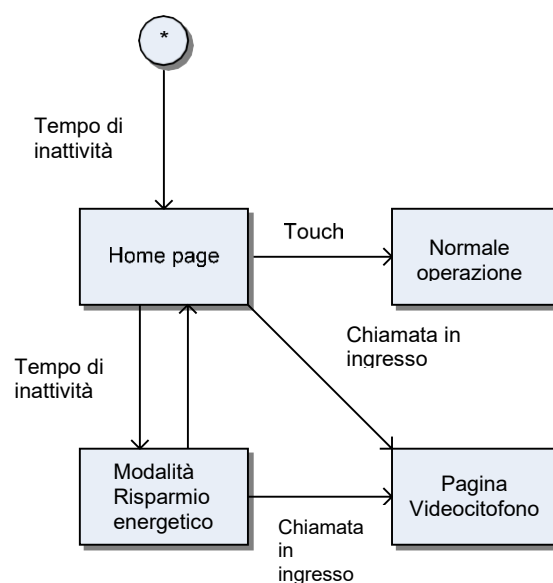 *
Tempo di
inattività
Home page
Touch
Normale
operazione
Chiamata in
ingresso
Tempo di
inattività
Modalità
Risparmio
energetico
Chiamata
in
ingresso
Pagina
Videocitofono